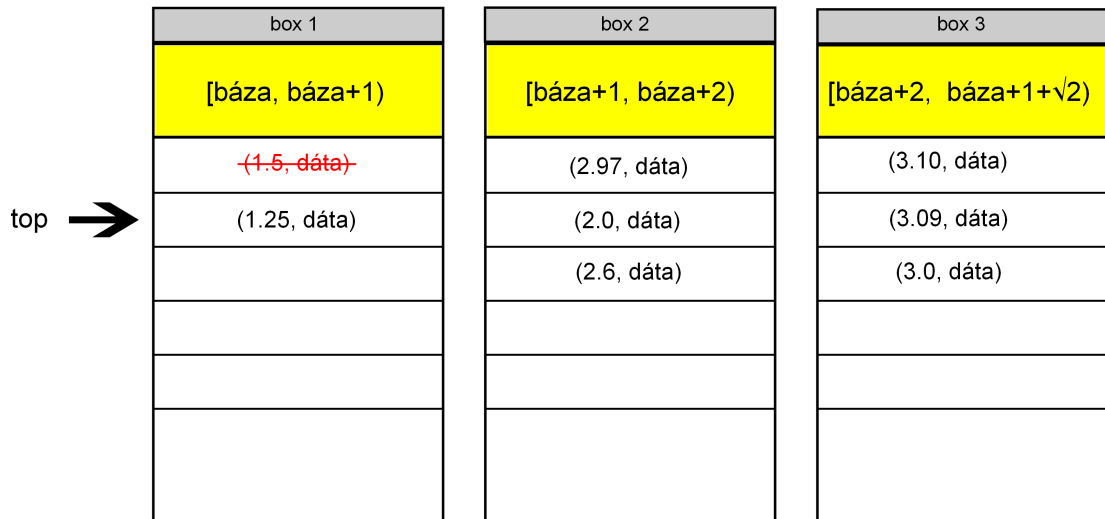 box 1
[báza, báza+1)
(1.5, dáta)
top
(1.25, dáta)
box 2
[báza+1, báza+2)
(2.97, dáta)
(2.0, dáta)
(2.6, dáta)
box 3
[báza+2, báza+1+√2)
(3.10, dáta)
(3.09, dáta)
(3.0, dáta)